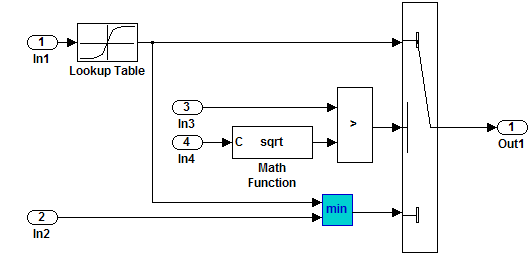 1
In1
Lookup Table
3
In3
4
In4
C sqrt
Math
Function
>
1
Out1
2
In2
min